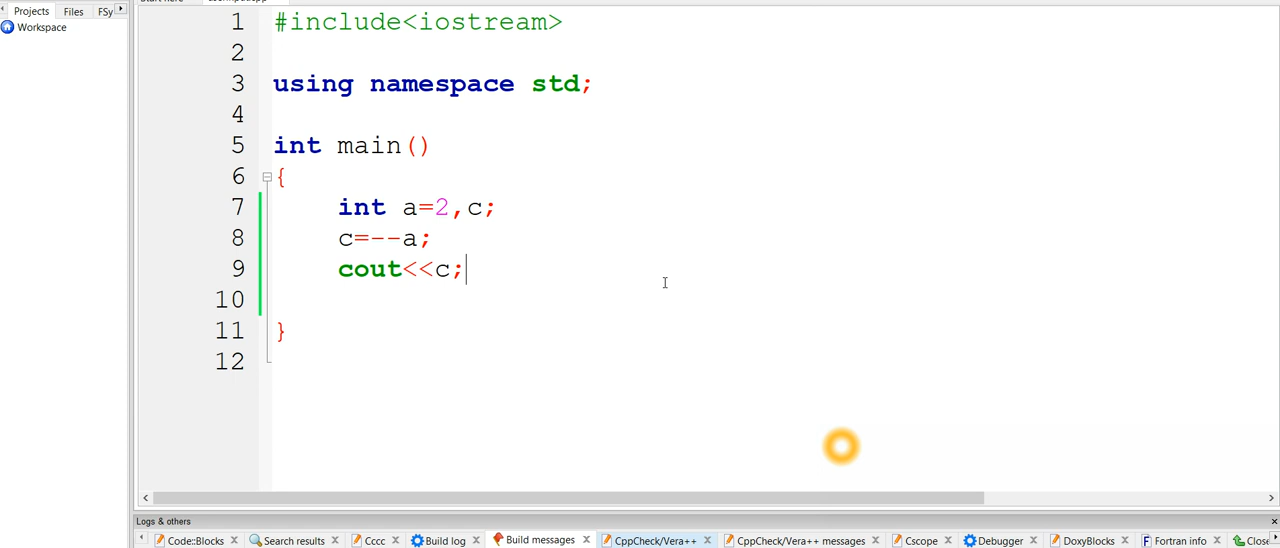 Projects Files FSy
Workspace
1 #include<iostream>
2
3 using namespace std;
4
5 int main()
6 {
7 int a=2,c;
8 c=--a;
9 cout<<c;
10
11 }
12
Logs & others
Code::Blocks Search results Cccc Build log Build messages CppCheck/Vera++ CppCheck/Vera++ messages Cscope Debugger DoxyBlocks Fortran info Close